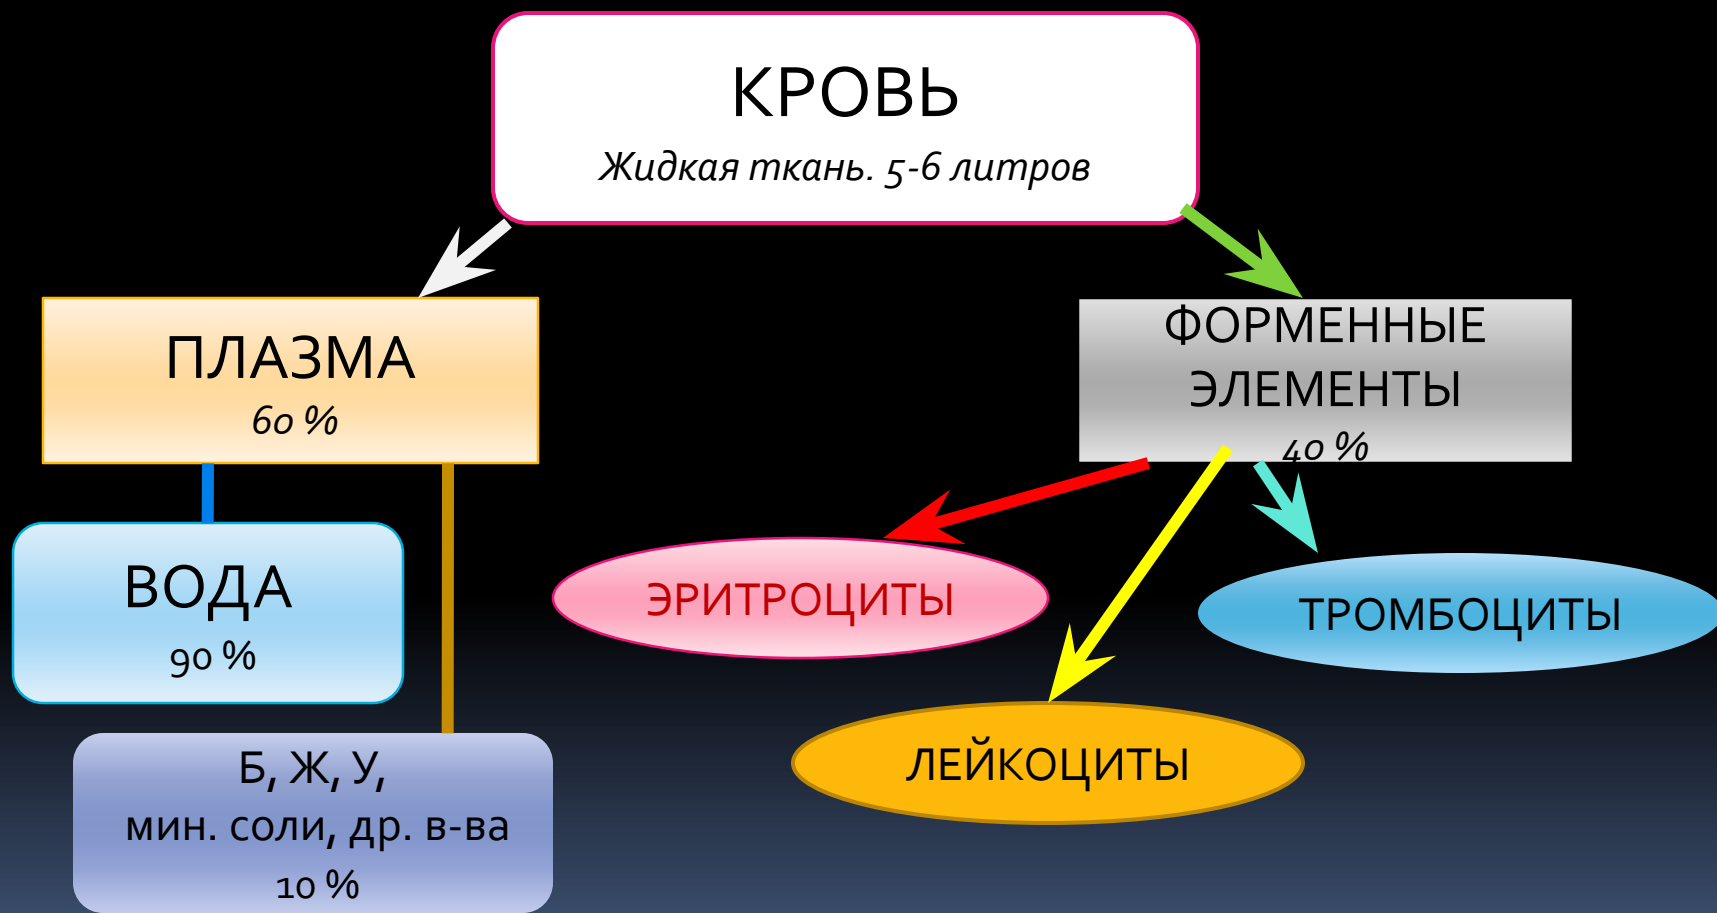 КРОВЬ
Жидкая ткань. 5-6 литров
ПЛАЗМА
60 %
ФОРМЕННЫЕ
ЭЛЕМЕНТЫ
40 %
ВОДА
90 %
Б, Ж, У,
мин. соли, др. в-ва
10 %
ЭРИТРОЦИТЫ
ЛЕЙКОЦИТЫ
ТРОМБОЦИТЫ